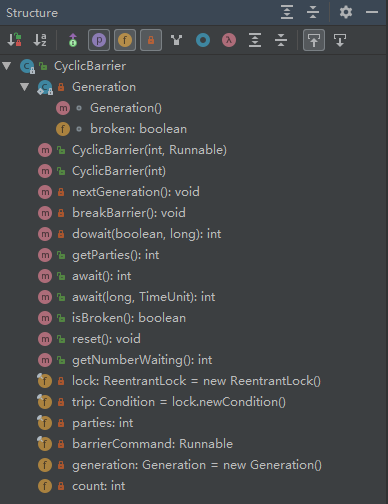 Structure
CyclicBarrier
Generation
Generation()
broken: boolean
CyclicBarrier(int, Runnable)
CyclicBarrier(int)
nextGeneration(): void
breakBarrier(): void
dowait(boolean, long): int
getParties(): int
await(): int
await(long, TimeUnit): int
isBroken(): boolean
reset(): void
getNumberWaiting(): int
lock: ReentrantLock = new ReentrantLock()
trip: Condition = lock.newCondition()
parties: int
barrierCommand: Runnable
generation: Generation = new Generation()
count: int